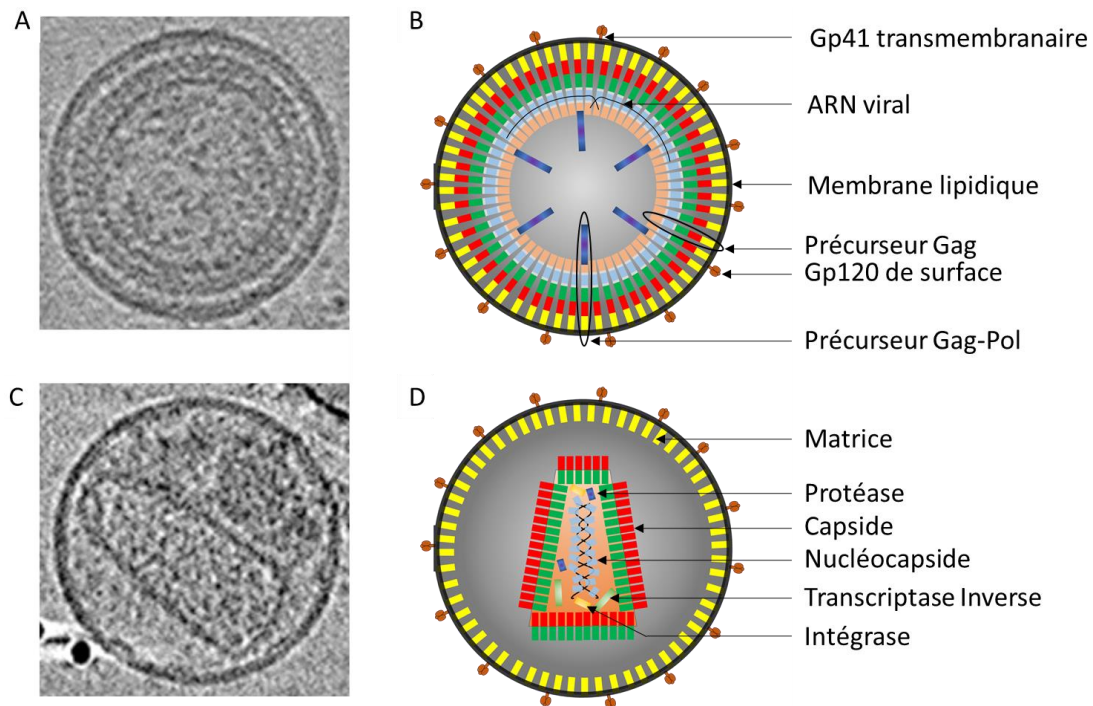 A
B
Gp41 transmembranaire
ARN viral
Membrane lipidique
Précurseur Gag
Gp120 de surface
Précurseur Gag-Pol
C
D
Matrice
Protéase
Capside
Nucléocapside
Transcriptase Inverse
Intégrase